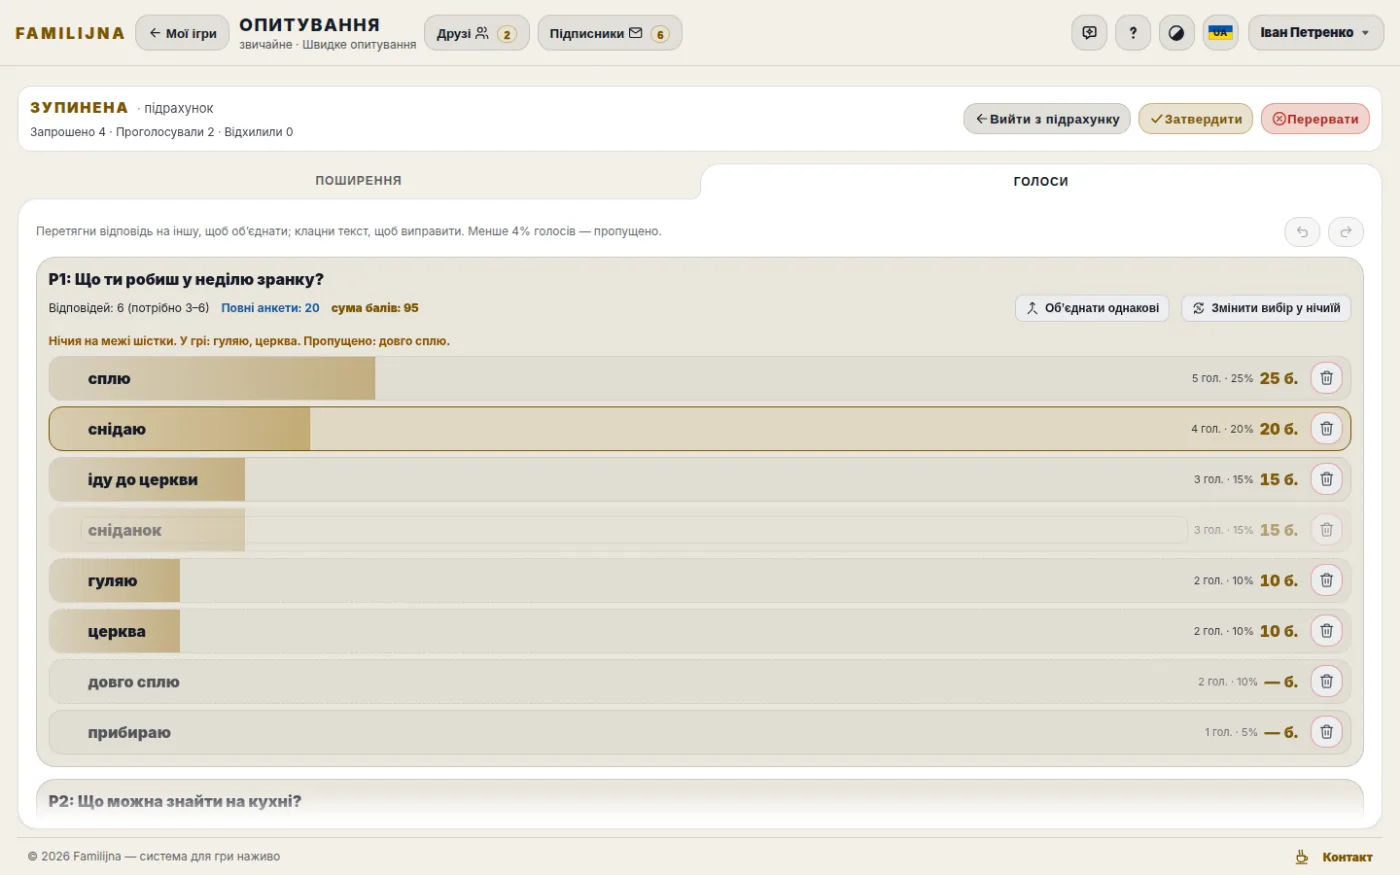 FAMILIJNA
← Мої ігри
ОПИТУВАННЯ
звичайне · Швидке опитування
Друзі 2
Підписники 6
?
UA
Іван Петренко
ЗУПИНЕНА · підрахунок
Запрошено 4 · Проголосували 2 · Відхилили 0
← Вийти з підрахунку
Затвердити
Перервати
ПОШИРЕННЯ
ГОЛОСИ
Перетягни відповідь на іншу, щоб об'єднати; клацни текст, щоб виправити. Менше 4% голосів — пропущено.
P1: Що ти робиш у неділю зранку?
Відповідей: 6 (потрібно 3–6) Повні анкети: 20 сума балів: 95
Об'єднати однакові
Змінити вибір у нічиїй
Нічия на межі шістки. У грі: гуляю, церква. Пропущено: довго сплю.
сплю 5 гол. · 25% 25 б.
снідаю 4 гол. · 20% 20 б.
іду до церкви 3 гол. · 15% 15 б.
сніданок 3 гол. · 15% 15 б.
гуляю 2 гол. · 10% 10 б.
церква 2 гол. · 10% 10 б.
довго сплю 2 гол. · 10% — б.
прибираю 1 гол. · 5% — б.
P2: Що можна знайти на кухні?
© 2026 Familijna — система для гри наживо
Контакт